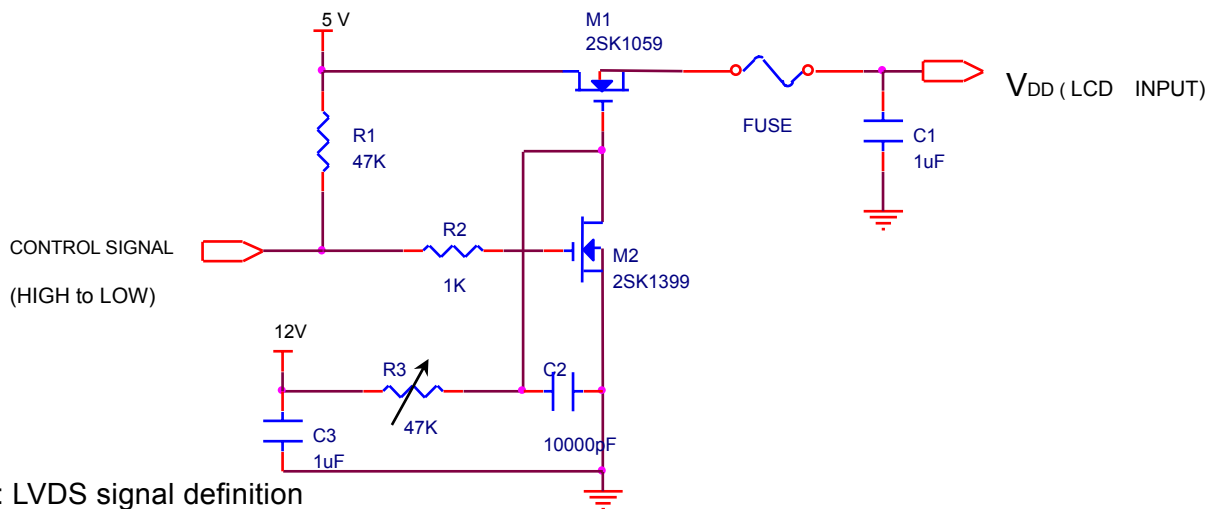 5 V
M1
2SK1059
VDD ( LCD INPUT)
FUSE
R1
47K
C1
1uF
CONTROL SIGNAL
(HIGH to LOW)
R2
1K
M2
2SK1399
12V
R3
47K
C2
10000pF
C3
1uF
: LVDS signal definition